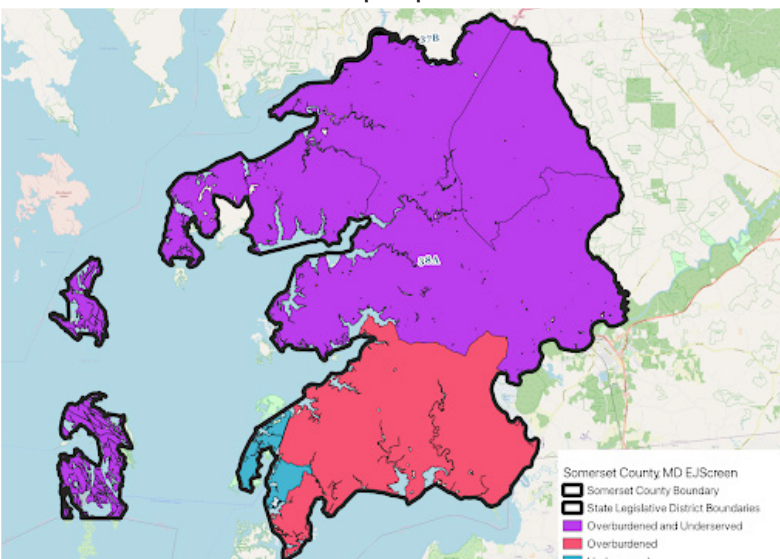 37B
38A
Somerset County, MD EJScreen
Somerset County Boundary
State Legislative District Boundaries
Overburdened and Underserved
Overburdened